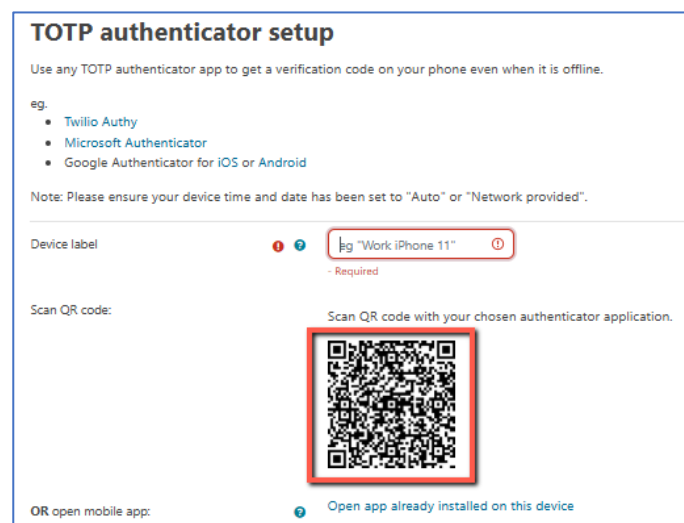 TOTP authenticator setup
Use any TOTP authenticator app to get a verification code on your phone even when it is offline.
eg.
Twilio Authy
Microsoft Authenticator
Google Authenticator for iOS or Android
Note: Please ensure your device time and date has been set to "Auto" or "Network provided".
Device label
eg "Work iPhone 11"
- Required
Scan QR code:
Scan QR code with your chosen authenticator application.
OR open mobile app:
Open app already installed on this device